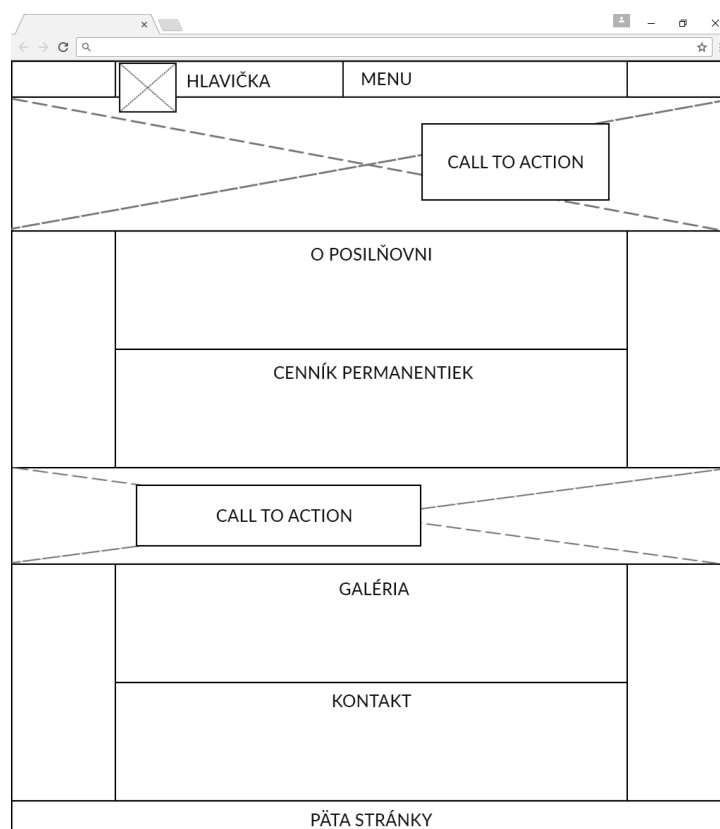 HLAVIČKA
MENU
CALL TO ACTION
O POSILŇOVNI
CENNÍK PERMANENTIEK
CALL TO ACTION
GALÉRIA
KONTAKT
PÄTA STRÁNKY